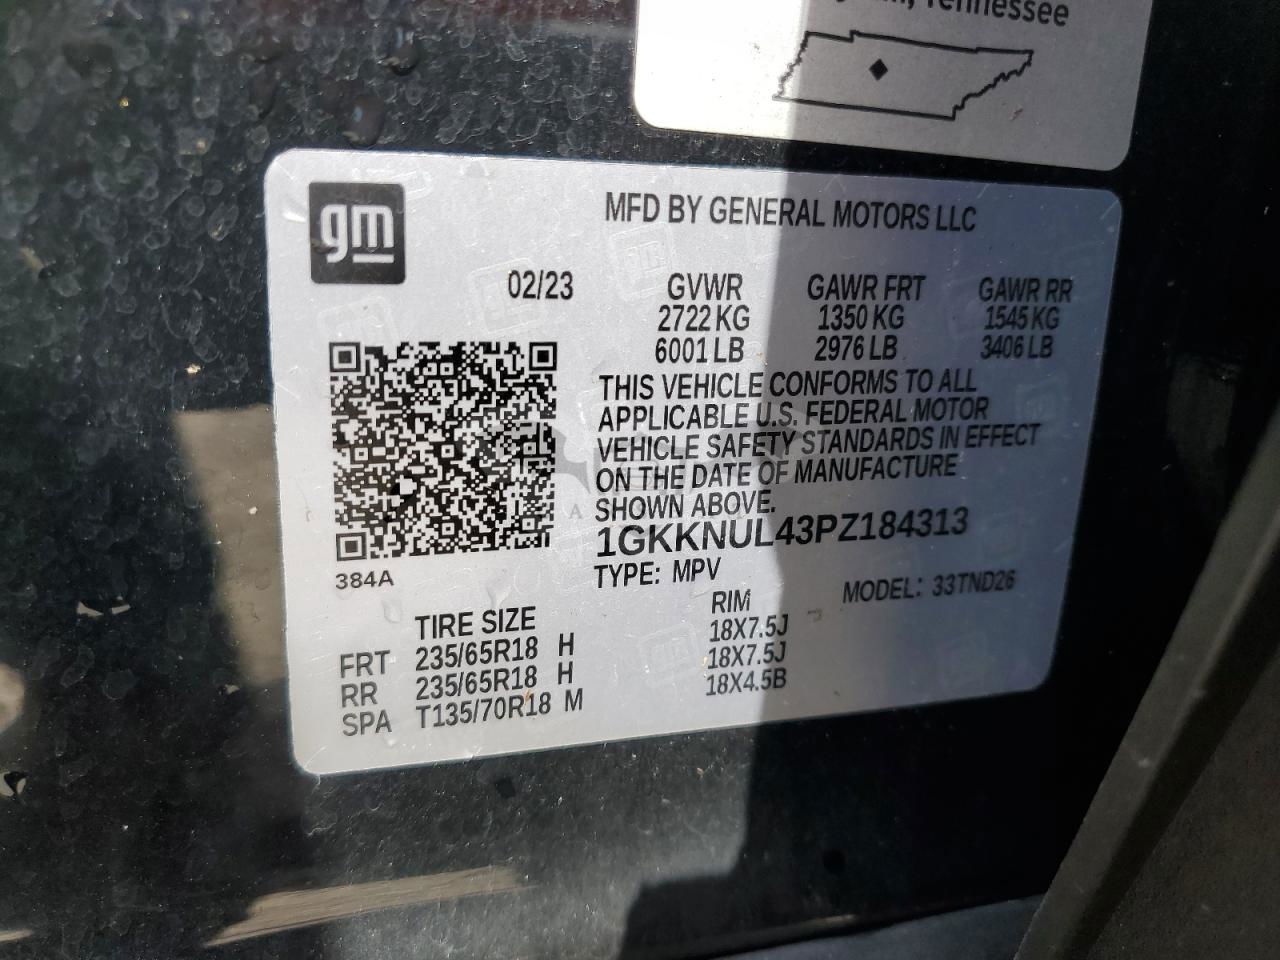 Tennessee
gm
MFD BY GENERAL MOTORS LLC
02/23 GVWR GAWR FRT GAWR RR
2722 KG 1350 KG 1545 KG
6001 LB 2976 LB 3406 LB
THIS VEHICLE CONFORMS TO ALL
APPLICABLE U.S. FEDERAL MOTOR
VEHICLE SAFETY STANDARDS IN EFFECT
ON THE DATE OF MANUFACTURE
SHOWN ABOVE.
1GKKNUL43PZ184313
384A
TYPE: MPV MODEL: 33TND26
TIRE SIZE RIM
FRT 235/65R18 H 18X7.5J
RR 235/65R18 H 18X7.5J
SPA T135/70R18 M 18X4.5B